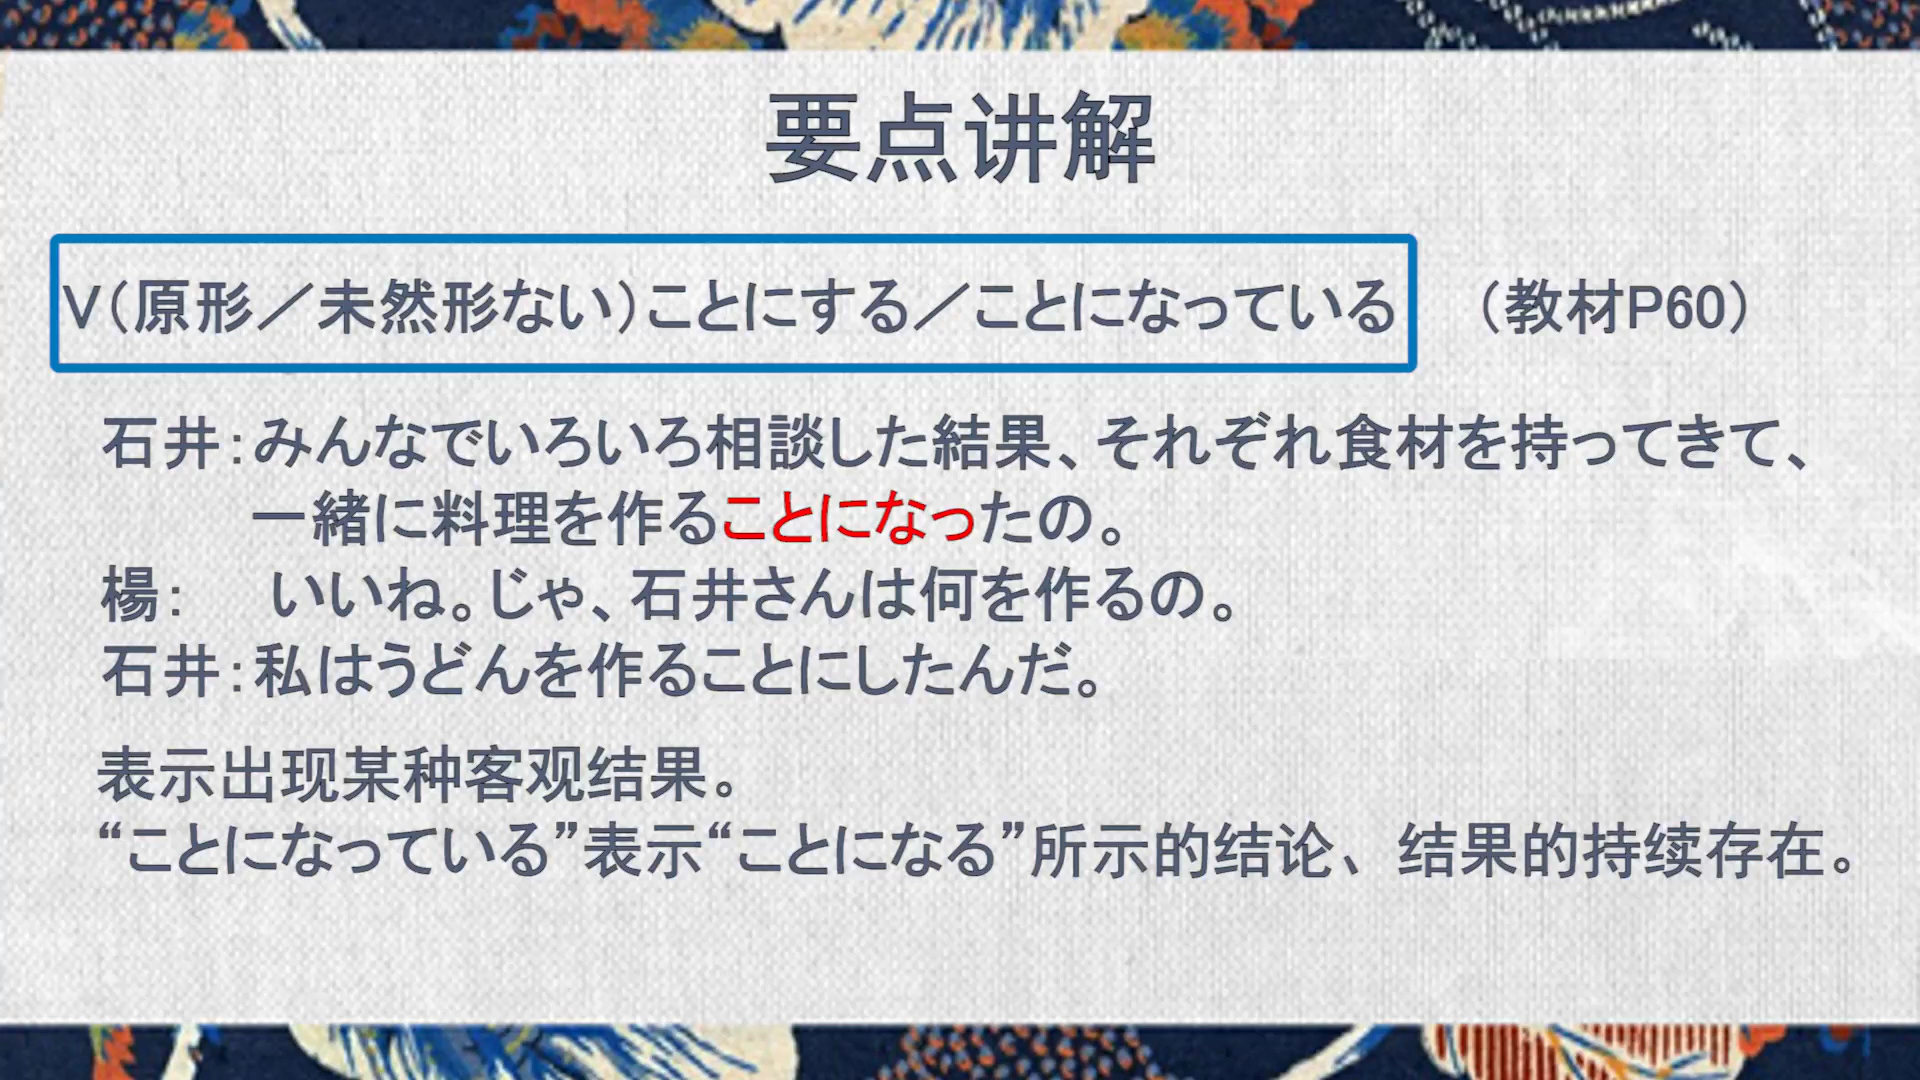 要点讲解
V（原形／未然形ない）ことにする／ことになっている （教材P60）
石井：みんなでいろいろ相談した結果、それぞれ食材を持ってきて、
一緒に料理を作ることになったの。
楊： いいね。じゃ、石井さんは何を作るの。
石井：私はうどんを作ることにしたんだ。
表示出现某种客观结果。
“ことになっている”表示“ことになる”所示的结论、结果的持续存在。